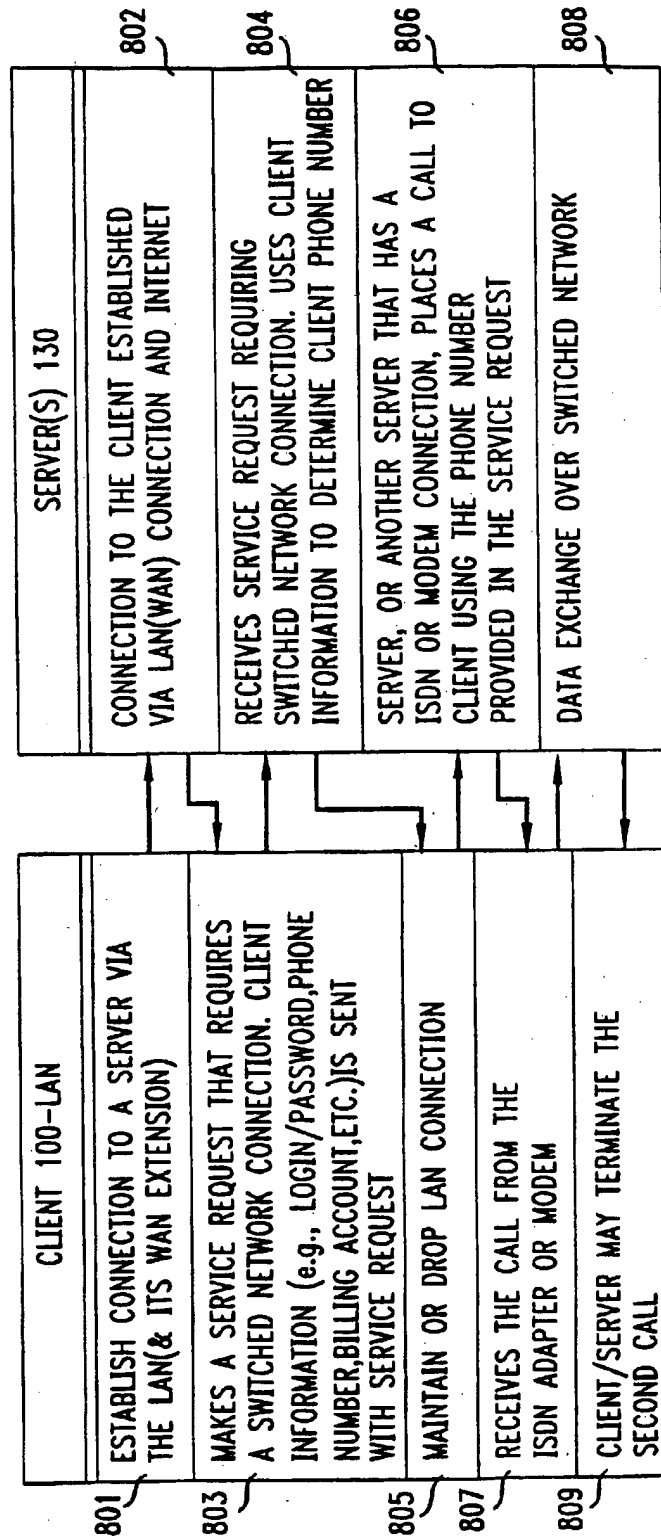 CLIENT 100-LAN
801
ESTABLISH CONNECTION TO A SERVER VIA
THE LAN(& ITS WAN EXTENSION)
803
MAKES A SERVICE REQUEST THAT REQUIRES
A SWITCHED NETWORK CONNECTION. CLIENT
INFORMATION (e.g., LOGIN/PASSWORD,PHONE
NUMBER,BILLING ACCOUNT,ETC.)IS SENT
WITH SERVICE REQUEST
805
MAINTAIN OR DROP LAN CONNECTION
807
RECEIVES THE CALL FROM THE
ISDN ADAPTER OR MODEM
809
CLIENT/SERVER MAY TERMINATE THE
SECOND CALL
SERVER(S) 130
CONNECTION TO THE CLIENT ESTABLISHED
VIA LAN(WAN) CONNECTION AND INTERNET
802
RECEIVES SERVICE REQUEST REQUIRING
SWITCHED NETWORK CONNECTION. USES CLIENT
INFORMATION TO DETERMINE CLIENT PHONE NUMBER
804
SERVER, OR ANOTHER SERVER THAT HAS A
ISDN OR MODEM CONNECTION, PLACES A CALL TO
CLIENT USING THE PHONE NUMBER
PROVIDED IN THE SERVICE REQUEST
806
DATA EXCHANGE OVER SWITCHED NETWORK
808